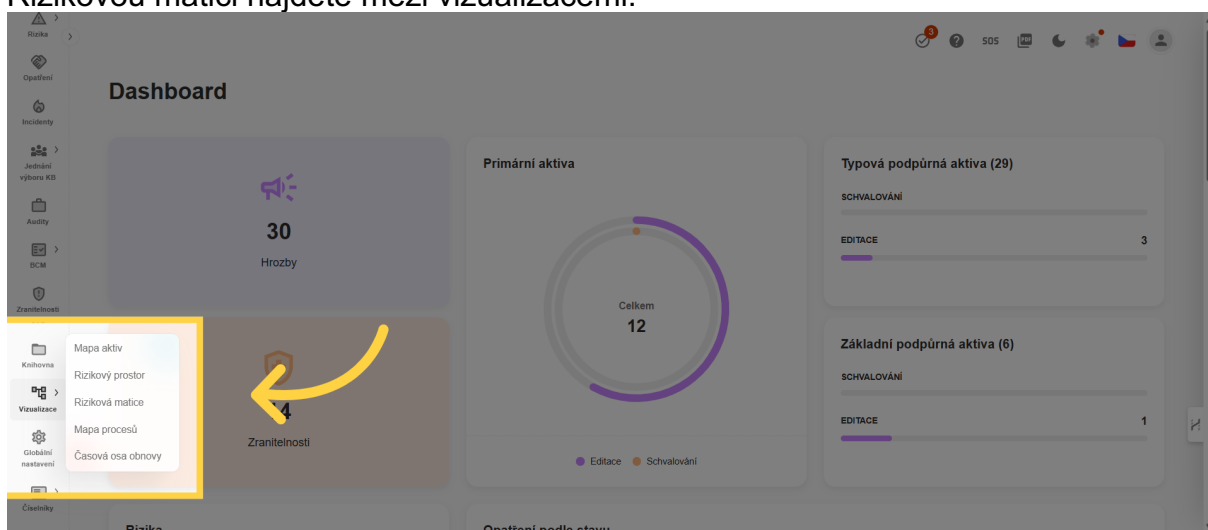 Rizikovou matici najdete mezi vizualizacemi.
Rizika
Opatření
Incidenty
Jednání
výboru KB
Audity
BCM
Zranitelnosti
Knihovna
Vizualizace
Globální
nastavení
Číselníky
Mapa aktiv
Rizikový prostor
Riziková matice
Mapa procesů
Časová osa obnovy
3
SOS
PDF
Dashboard
30
Hrozby
Zranitelnosti
Primární aktiva
Celkem
12
Editace
Schvalování
Typová podpůrná aktiva (29)
SCHVALOVÁNÍ
EDITACE 3
Základní podpůrná aktiva (6)
SCHVALOVÁNÍ
EDITACE 1
Rizika
Opatření podle stavu